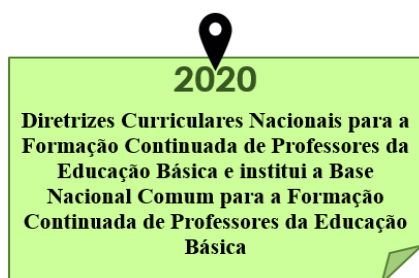 2020
Diretrizes Curriculares Nacionais para a
Formação Continuada de Professores da
Educação Básica e institui a Base
Nacional Comum para a Formação
Continuada de Professores da Educação
Básica